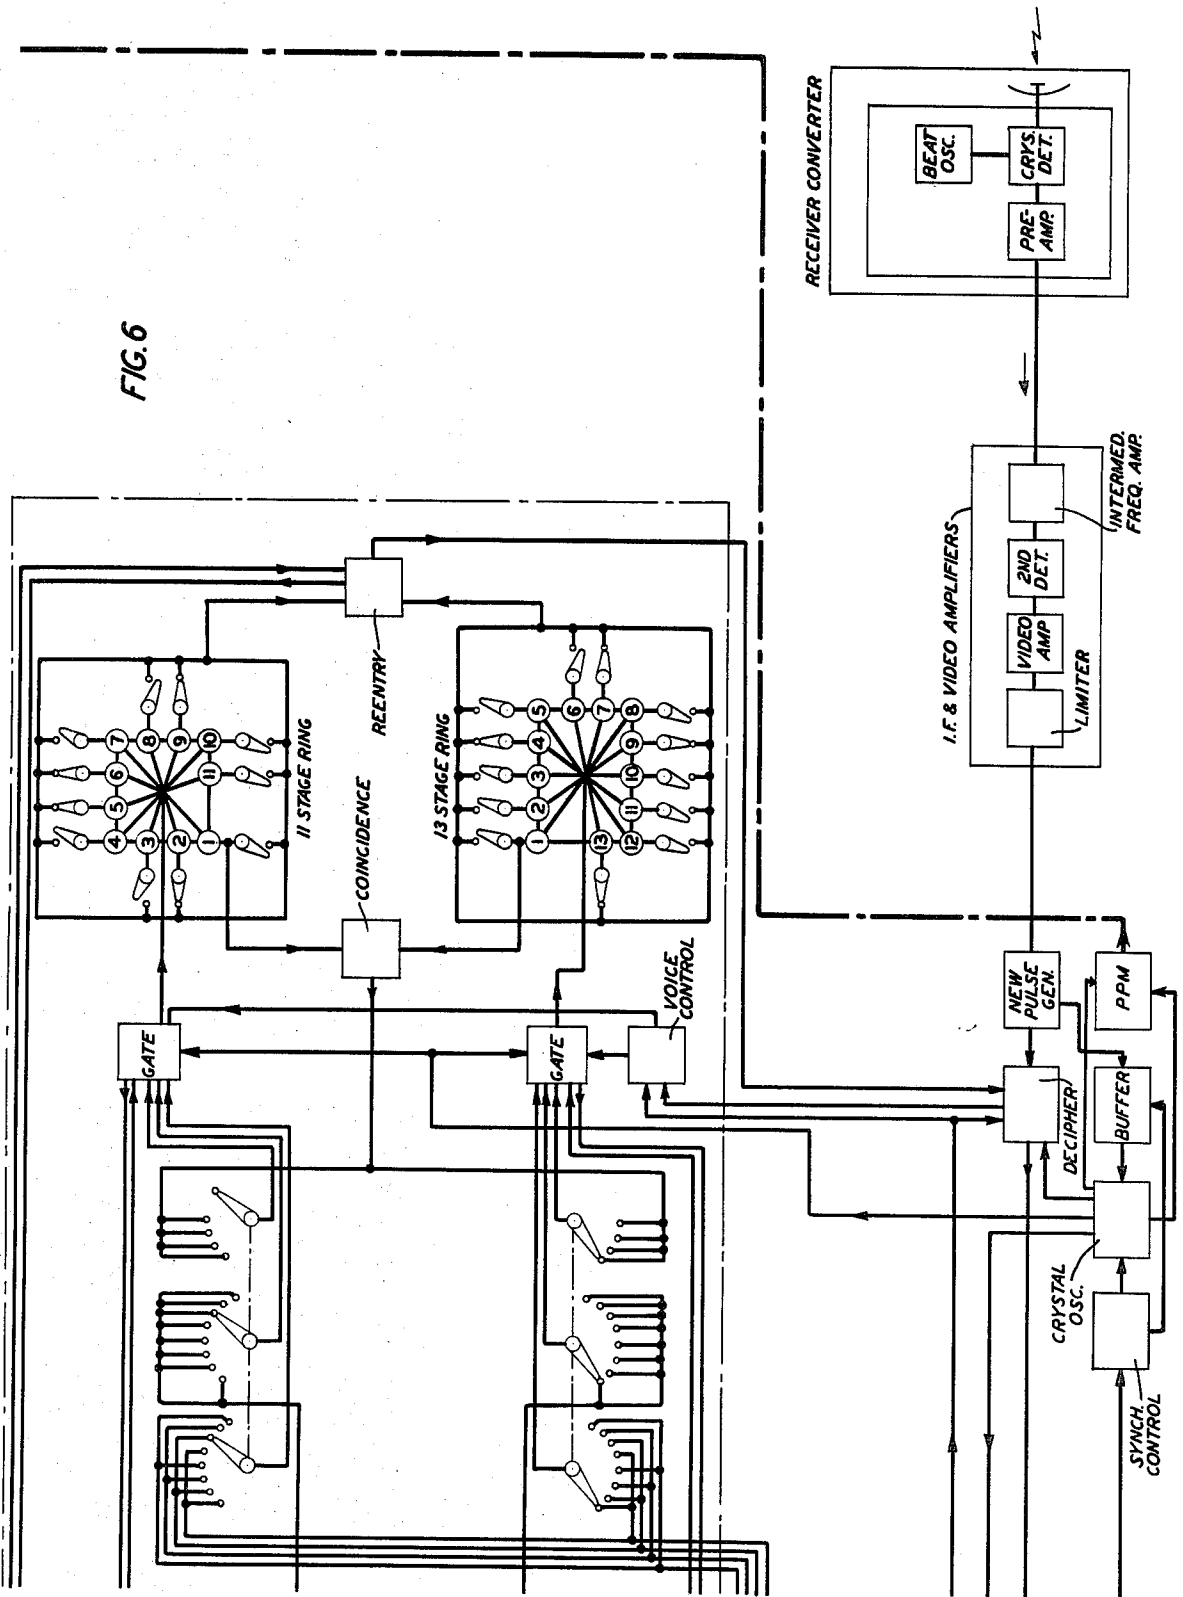 FIG.6
RECEIVER CONVERTER
BEAT
OSC.
CRYS.
DET.
PRE-
AMP.
I.F. & VIDEO AMPLIFIERS
INTERMED.
FREQ. AMP.
2ND
DET.
VIDEO
AMP
LIMITER
REENTRY
11 STAGE RING
1
2
3
4
5
6
7
8
9
10
11
13 STAGE RING
1
2
3
4
5
6
7
8
9
10
11
12
13
COINCIDENCE
GATE
GATE
VOICE
CONTROL
NEW
PULSE
GEN.
PPM
DECIPHER
BUFFER
CRYSTAL
OSC.
SYNCH.
CONTROL